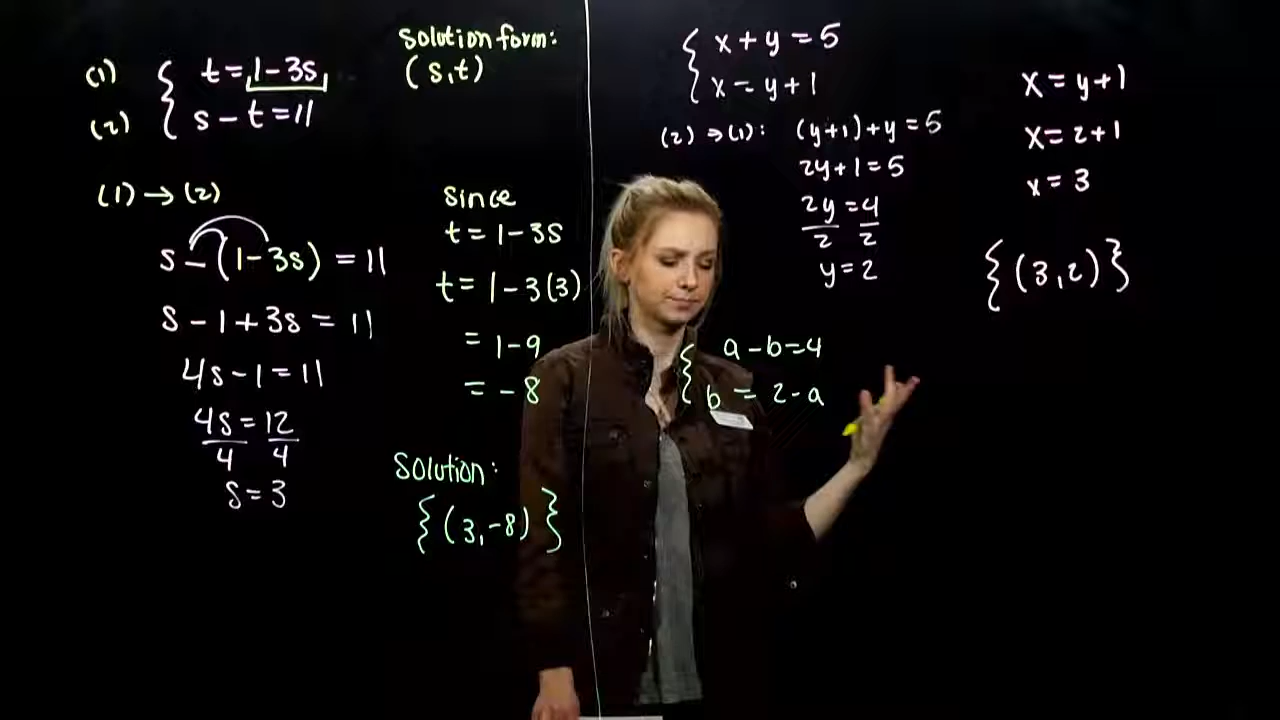 (1) { t = 1 - 3s
(2) s - t = 11
(1) → (2)
s - (1 - 3s) = 11
s - 1 + 3s = 11
4s - 1 = 11
4s = 12
4 4
s = 3
Solution form:
(s, t)
Since
t = 1 - 3s
t = 1 - 3(3)
= 1 - 9
= - 8
Solution:
{(3, -8)}
{ x + y = 5
x = y + 1
(2) → (1): (y+1) + y = 5
2y + 1 = 5
2y = 4
2 2
y = 2
x = y + 1
x = 2 + 1
x = 3
{(3, 2)}
{ a - b = 4
b = 2 - a